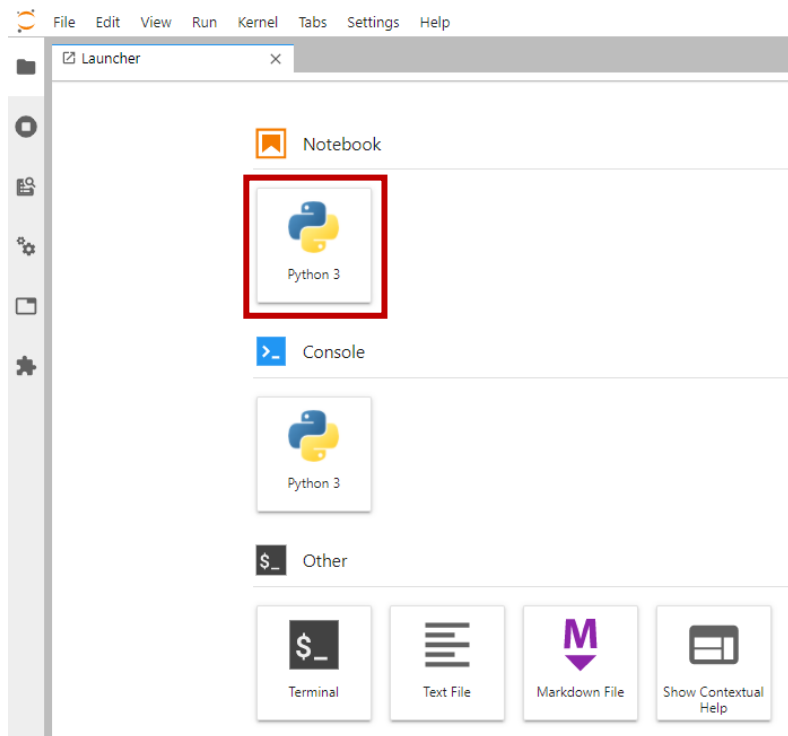 File Edit View Run Kernel Tabs Settings Help
Launcher
Notebook
Python 3
Console
Python 3
$_ Other
$_
M
Terminal Text File Markdown File Show Contextual
Help